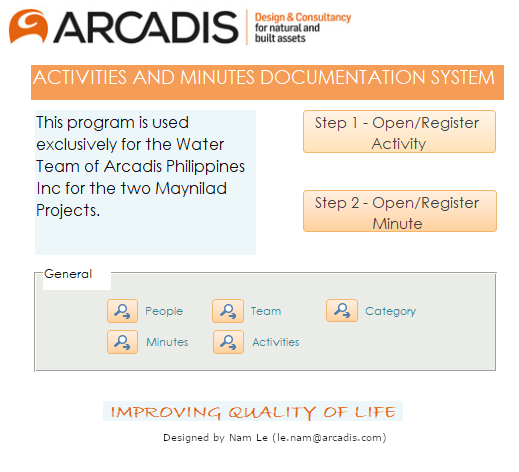 ARCADIS
Design & Consultancy
for natural and
built assets
ACTIVITIES AND MINUTES DOCUMENTATION SYSTEM
This program is used
exclusively for the Water
Team of Arcadis Philippines
Inc for the two Maynilad
Projects.
Step 1 - Open/Register
Activity
Step 2 - Open/Register
Minute
General
People
Team
Category
Minutes
Activities
IMPROVING QUALITY OF LIFE
Designed by Nam Le (le.nam@arcadis.com)